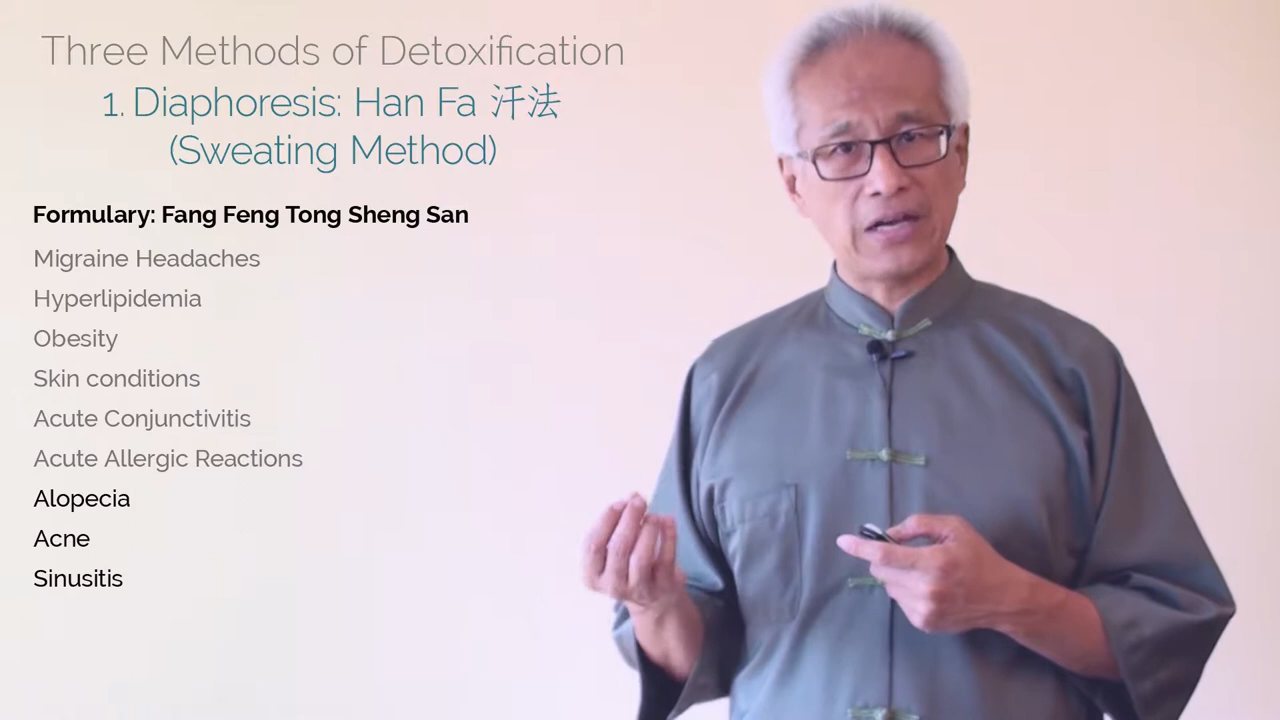 Three Methods of Detoxification
1. Diaphoresis: Han Fa 汗法
(Sweating Method)
Formulary: Fang Feng Tong Sheng San
Migraine Headaches
Hyperlipidemia
Obesity
Skin conditions
Acute Conjunctivitis
Acute Allergic Reactions
Alopecia
Acne
Sinusitis